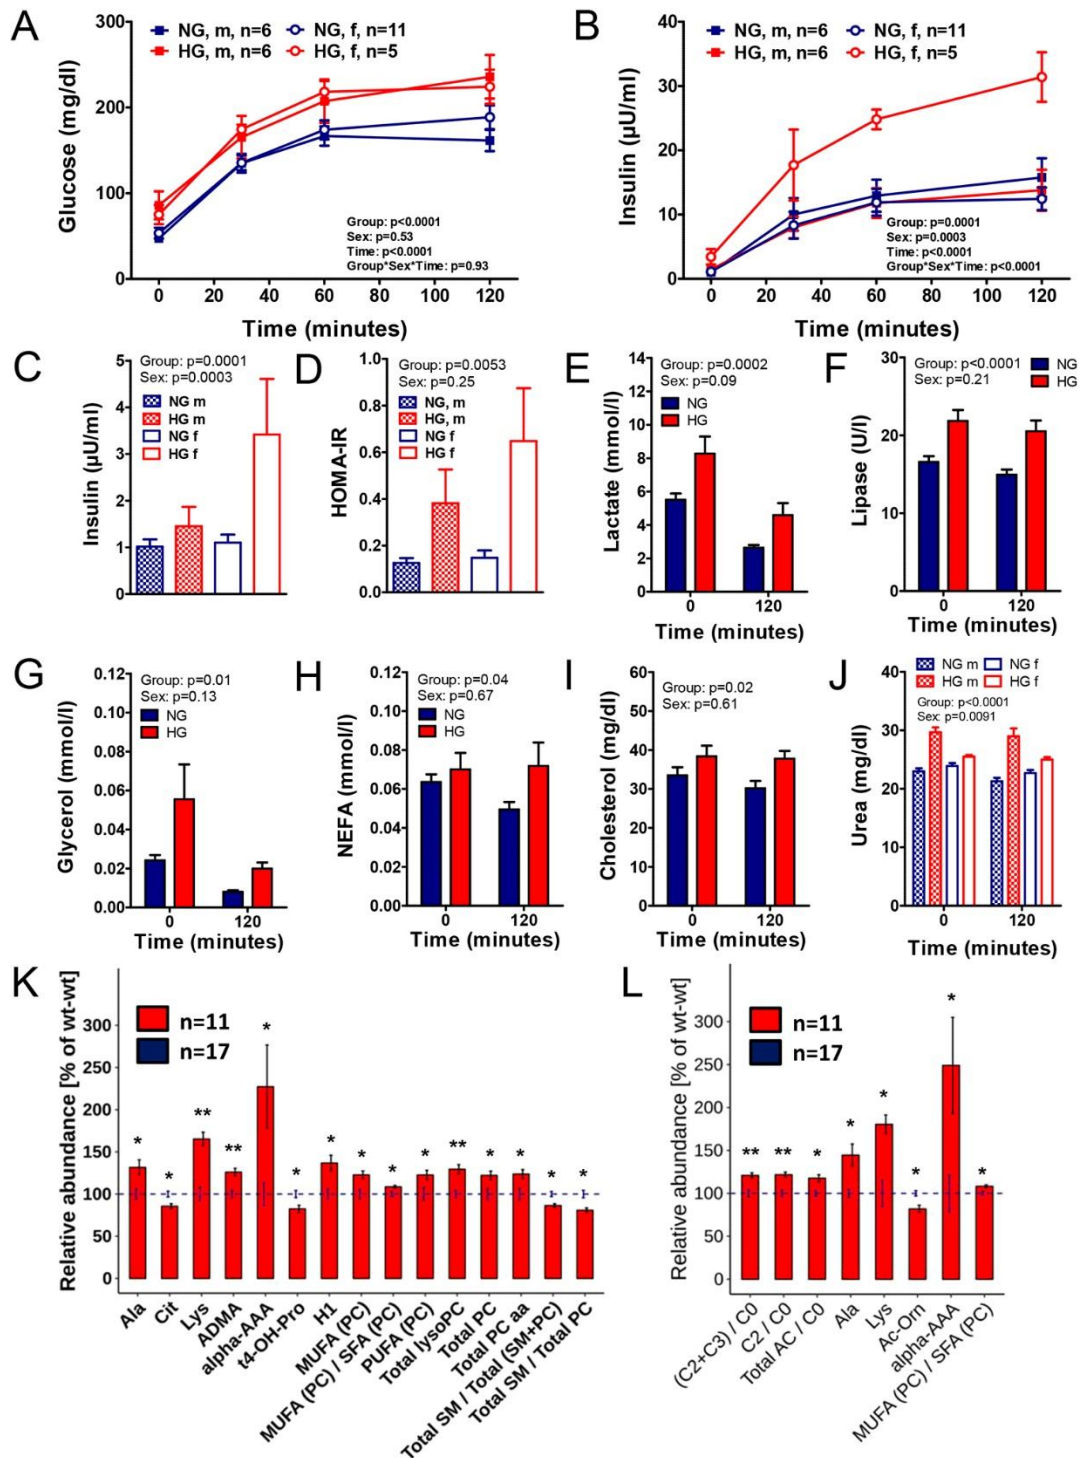 A
NG, m, n=6
NG, f, n=11
HG, m, n=6
HG, f, n=5
Glucose (mg/dl)
300
200
100
0
Group: p<0.0001
Sex: p=0.53
Time: p<0.0001
Group*Sex*Time: p=0.93
0 20 40 60 80 100 120
Time (minutes)
B
NG, m, n=6
NG, f, n=11
HG, m, n=6
HG, f, n=5
Insulin (µU/ml)
40
30
20
10
0
Group: p=0.0001
Sex: p=0.0003
Time: p<0.0001
Group*Sex*Time: p<0.0001
0 20 40 60 80 100 120
Time (minutes)
C
Group: p=0.0001
Sex: p=0.0003
NG m
HG m
NG f
HG f
Insulin (µU/ml)
5
4
3
2
1
0
D
Group: p=0.0053
Sex: p=0.25
NG, m
HG, m
NG f
HG f
HOMA-IR
1.0
0.8
0.6
0.4
0.2
0.0
E
Group: p=0.0002
Sex: p=0.09
NG
HG
Lactate (mmol/l)
14
12
10
8
6
4
2
0
0 120
Time (minutes)
F
Group: p<0.0001
Sex: p=0.21
NG
HG
Lipase (U/l)
30
20
10
0
0 120
Time (minutes)
G
Group: p=0.01
Sex: p=0.13
NG
HG
Glycerol (mmol/l)
0.12
0.10
0.08
0.06
0.04
0.02
0.00
0 120
Time (minutes)
H
Group: p=0.04
Sex: p=0.67
NG
HG
NEFA (mmol/l)
0.12
0.10
0.08
0.06
0.04
0.02
0.00
0 120
Time (minutes)
I
Group: p=0.02
Sex: p=0.61
NG
HG
Cholesterol (mg/dl)
60
50
40
30
20
10
0
0 120
Time (minutes)
J
NG m
NG f
HG m
HG f
Group: p<0.0001
Sex: p=0.0091
Urea (mg/dl)
40
30
20
10
0
0 120
Time (minutes)
K
n=11
n=17
Relative abundance [% of wt-wt]
300
250
200
150
100
50
0
* * ** ** * * * * * * ** * * * *
Ala
Cit
Lys
ADMA
alpha-AAA
t4-OH-Pro
H1
MUFA (PC)
MUFA (PC) / SFA (PC)
PUFA (PC)
Total lysoPC
Total PC
Total PC aa
Total SM / Total (SM+PC)
Total SM / Total PC
L
n=11
n=17
Relative abundance [% of wt-wt]
300
250
200
150
100
50
0
** ** * * * * * *
(C2+C3) / C0
C2 / C0
Total AC / C0
Ala
Lys
Ac-Orn
alpha-AAA
MUFA (PC) / SFA (PC)